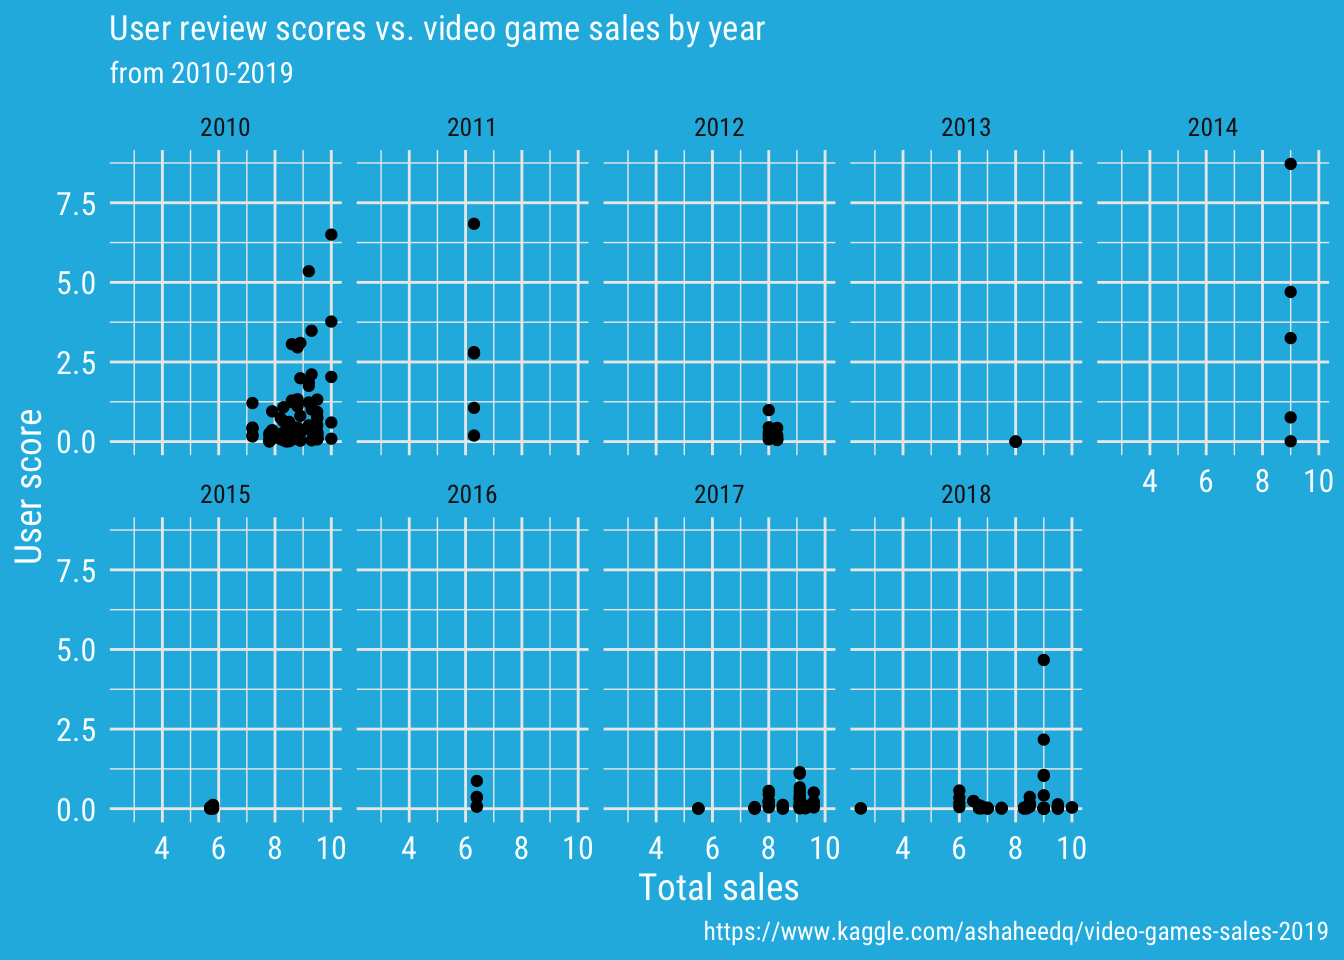 User review scores vs. video game sales by year
from 2010-2019
2010 2011 2012 2013 2014
7.5
5.0
2.5
0.0
4 6 8 10
2015 2016 2017 2018
User score
7.5
5.0
2.5
0.0
4 6 8 10 4 6 8 10 4 6 8 10 4 6 8 10
Total sales
https://www.kaggle.com/ashaheedq/video-games-sales-2019